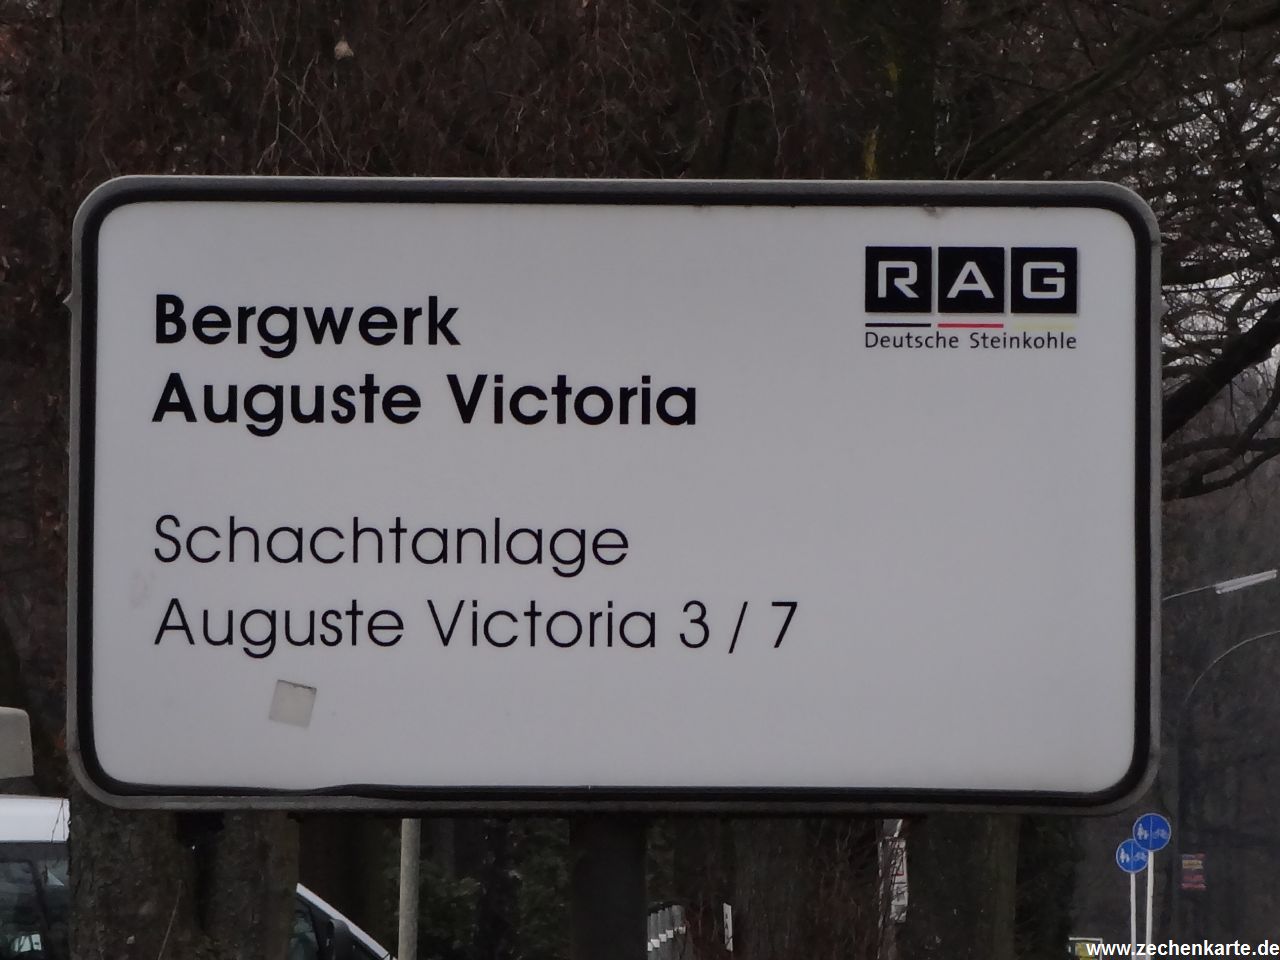 Bergwerk
Auguste Victoria
RAG
Deutsche Steinkohle
Schachtanlage
Auguste Victoria 3 / 7
www.zechenkarte.de